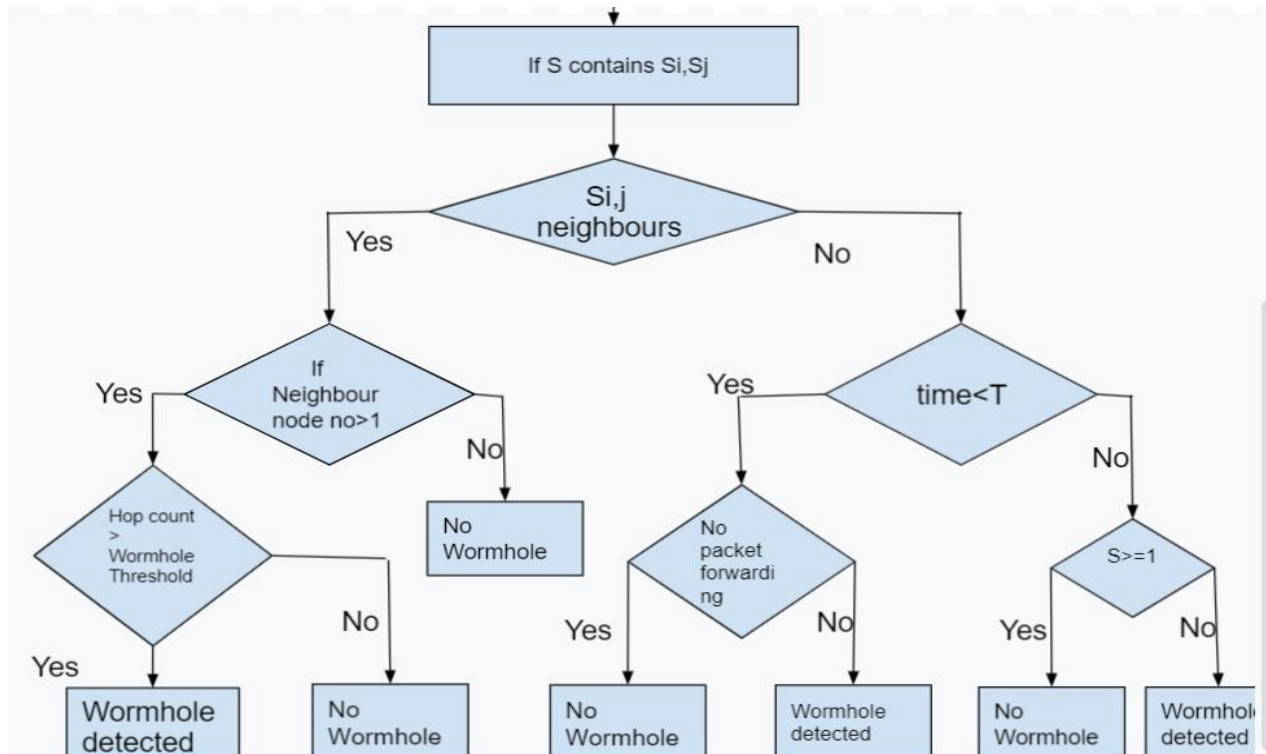 If S contains Si,Sj
Si,j
neighbours
Yes
No
If
Neighbour
node no>1
time<T
Yes
No
Yes
No
Hop count
>
Wormhole
Threshold
No
Wormhole
No
packet
forwardi
ng
S>=1
Yes
No
Yes
No
Yes
No
Wormhole
detected
No
Wormhole
No
Wormhole
Wormhole
detected
No
Wormhole
Wormhol
detected